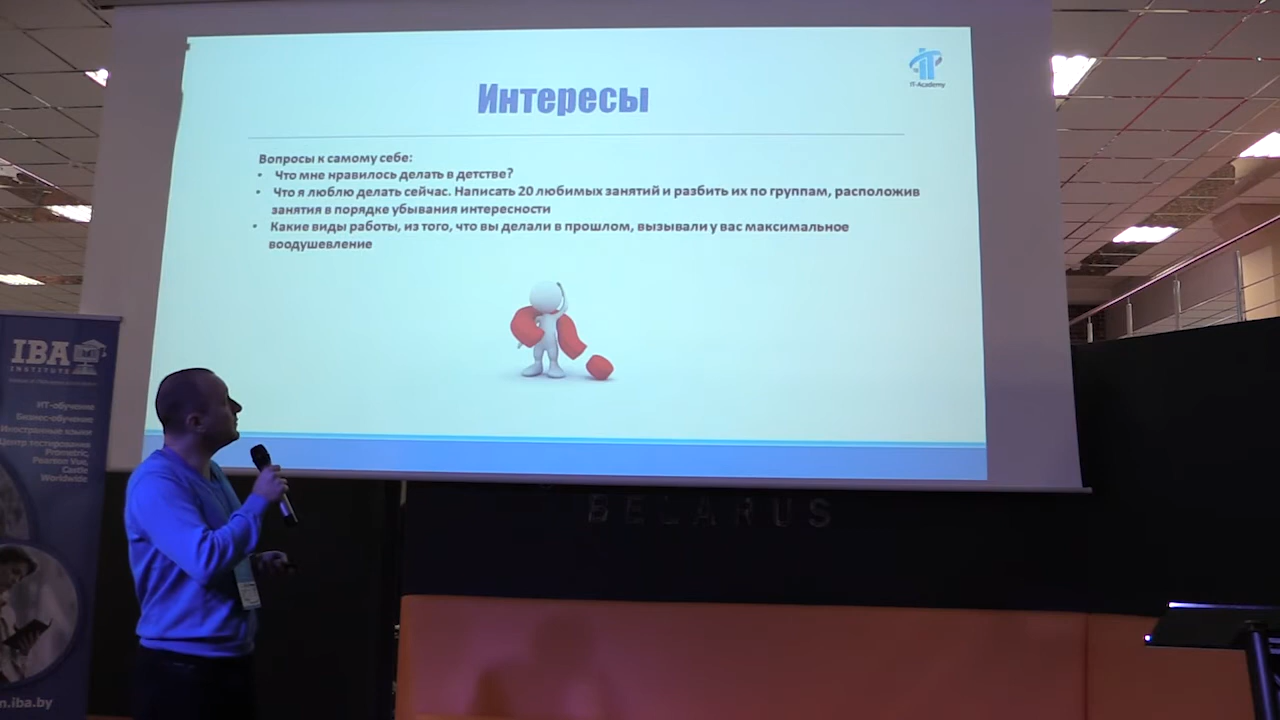 Интересы
IT-Academy
Вопросы к самому себе:
• Что мне нравилось делать в детстве?
• Что я люблю делать сейчас. Написать 20 любимых занятий и разбить их по группам, расположив
занятия в порядке убывания интересности
• Какие виды работы, из того, что вы делали в прошлом, вызывали у вас максимальное
воодушевление
IBA
INSTITUTE
ИТ-обучение
Бизнес-обучение
Иностранные языки
Центр тестирования
Prometric,
Pearson Vue,
Castle
Worldwide
.iba.by
BELARUS